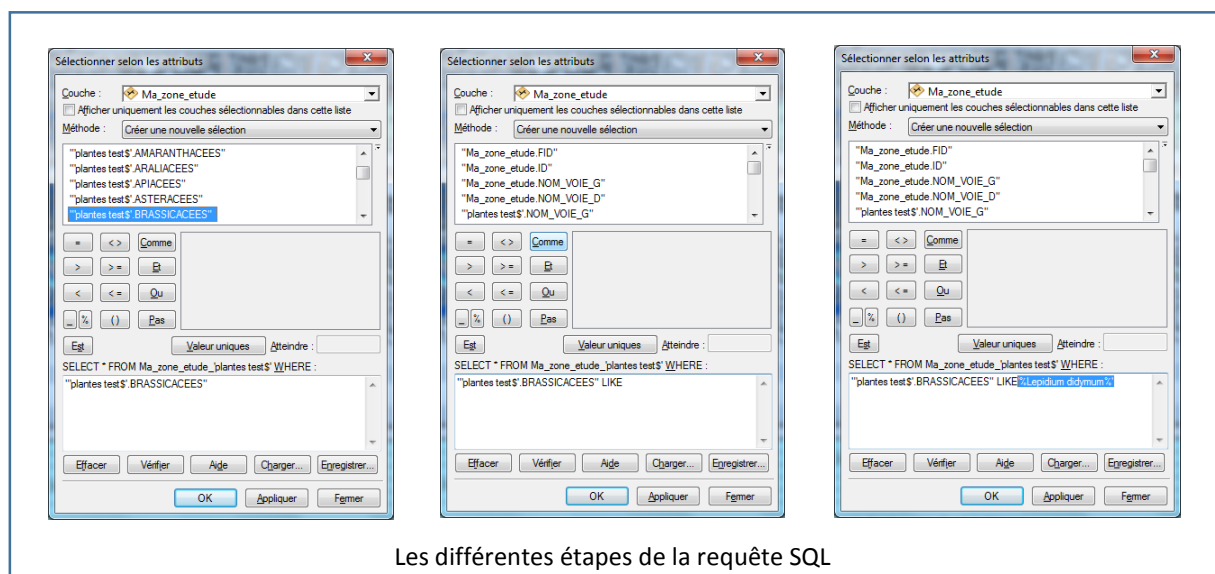 Sélectionner selon les attributs
Couche : Ma_zone_etude
Afficher uniquement les couches sélectionnables dans cette liste
Méthode : Créer une nouvelle sélection
"'plantes test$'.AMARANTHACEES"
"'plantes test$'.ARALIACEES"
"'plantes test$'.APIACEES"
"'plantes test$'.ASTERACEES"
"'plantes test$'.BRASSICACEES"
= <> Comme
> >= Et
< <= Ou
_ % () Pas
Est Valeur uniques Atteindre :
SELECT * FROM Ma_zone_etude_'plantes test$' WHERE :
"'plantes test$'.BRASSICACEES"
Effacer Vérifier Aide Charger... Enregistrer...
OK Appliquer Fermer
Sélectionner selon les attributs
Couche : Ma_zone_etude
Afficher uniquement les couches sélectionnables dans cette liste
Méthode : Créer une nouvelle sélection
"Ma_zone_etude.FID"
"Ma_zone_etude.ID"
"Ma_zone_etude.NOM_VOIE_G"
"Ma_zone_etude.NOM_VOIE_D"
"'plantes test$'.NOM_VOIE_G"
= <> Comme
> >= Et
< <= Ou
_ % () Pas
Est Valeur uniques Atteindre :
SELECT * FROM Ma_zone_etude_'plantes test$' WHERE :
"'plantes test$'.BRASSICACEES" LIKE
Effacer Vérifier Aide Charger... Enregistrer...
OK Appliquer Fermer
Sélectionner selon les attributs
Couche : Ma_zone_etude
Afficher uniquement les couches sélectionnables dans cette liste
Méthode : Créer une nouvelle sélection
"Ma_zone_etude.FID"
"Ma_zone_etude.ID"
"Ma_zone_etude.NOM_VOIE_G"
"Ma_zone_etude.NOM_VOIE_D"
"'plantes test$'.NOM_VOIE_G"
= <> Comme
> >= Et
< <= Ou
_ % () Pas
Est Valeur uniques Atteindre :
SELECT * FROM Ma_zone_etude_'plantes test$' WHERE :
"'plantes test$'.BRASSICACEES" LIKE'%Lepidium didymum%'
Effacer Vérifier Aide Charger... Enregistrer...
OK Appliquer Fermer
Les différentes étapes de la requête SQL